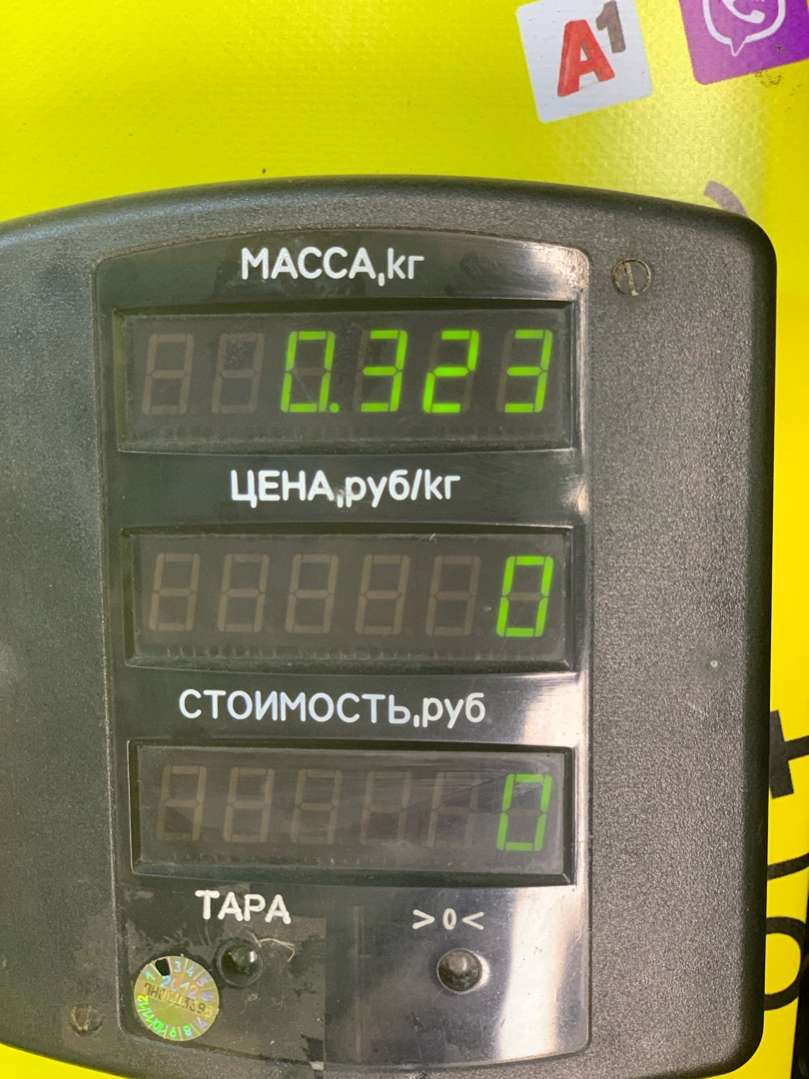 A1
МАССА,кг
0.323
ЦЕНА,руб/кг
0
СТОИМОСТЬ,руб
0
ТАРА
>0<